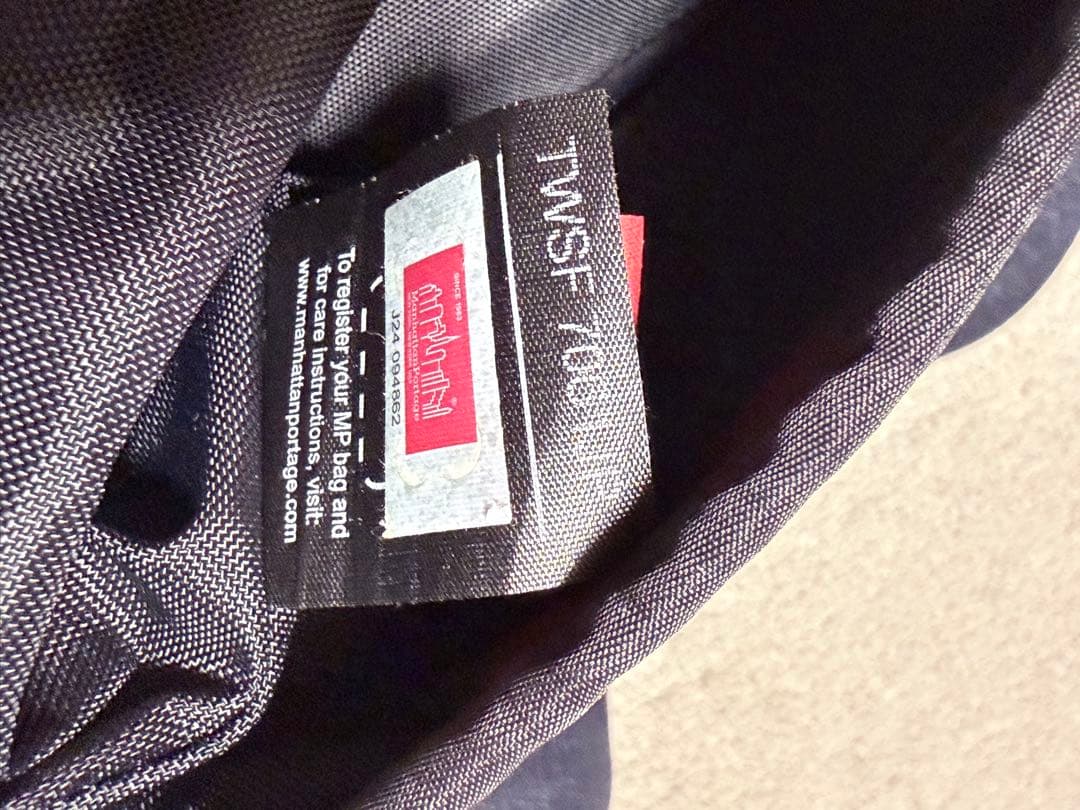 TWSF
SINCE 1983
ManhattanPortage
J24 094862
To register your MP bag and
for care instructions, visit:
www.manhattanportage.com